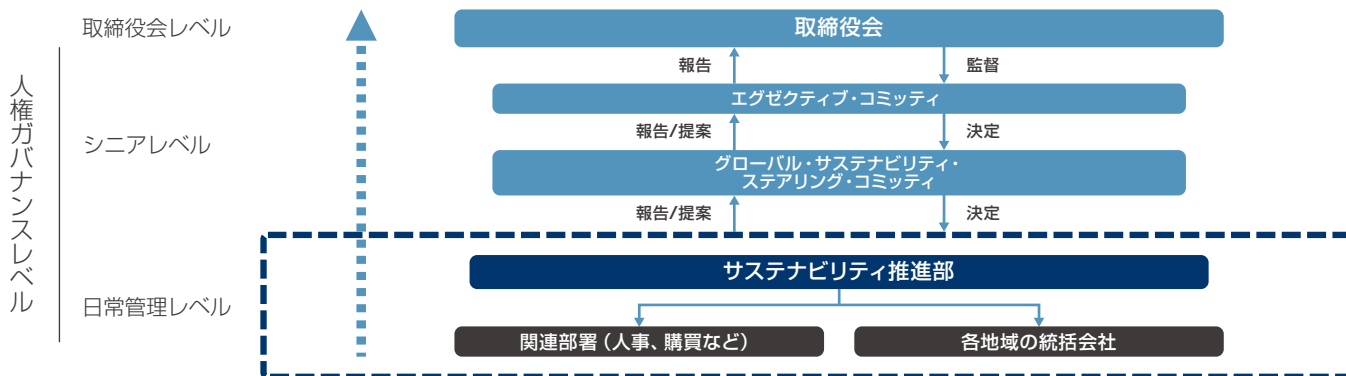 取締役会レベル
取締役会
報告
監督
エグゼクティブ・コミッティ
人権ガバナンスレベル
シニアレベル
報告/提案
決定
グローバル・サステナビリティ・
ステアリング・コミッティ
報告/提案
決定
サステナビリティ推進部
日常管理レベル
関連部署（人事、購買など）
各地域の統括会社